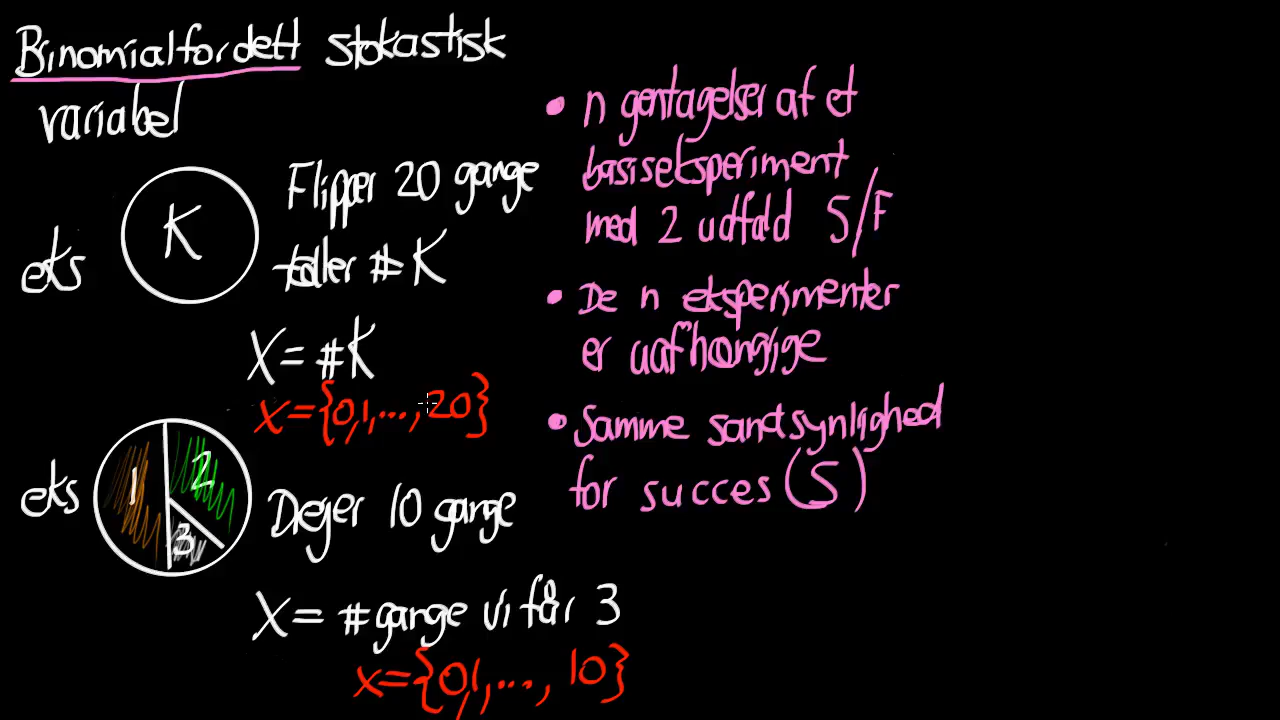 Binomialfordelt stokastisk
variabel
eks
K
Flipper 20 gange
tæller #K
X = #K
x = {0,1,...,20}
eks
1
2
3
Drejer 10 gange
X = #gange vi får 3
x = {0,1,..., 10}
• n gentagelser af et
basiseksperiment
med 2 udfald S/F
• De n eksperimenter
er uafhængige
• Samme sandsynlighed
for succes (S)